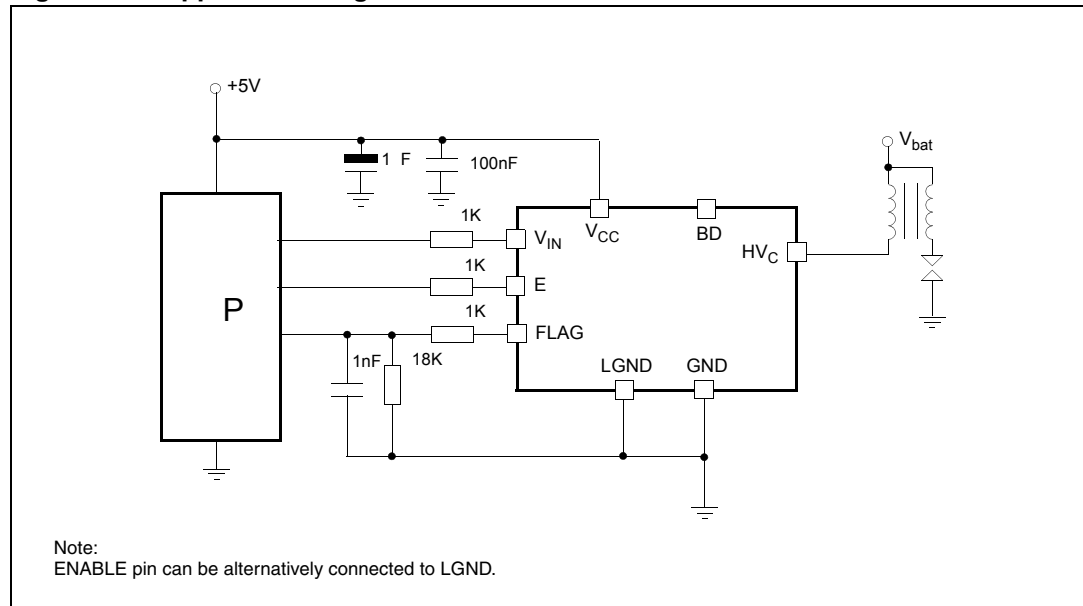 +5V
1 F
100nF
V_bat
1K
V_IN
V_CC
BD
HV_C
1K
E
P
1K
FLAG
1nF
18K
LGND
GND
Note:
ENABLE pin can be alternatively connected to LGND.